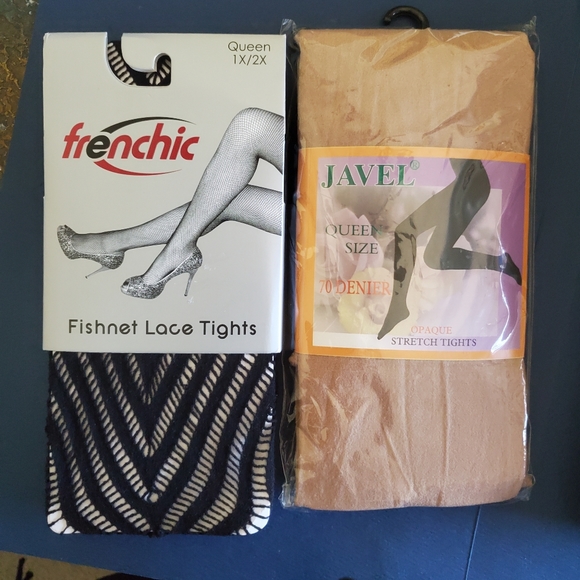 Queen
1X/2X
frenchic
Fishnet Lace Tights
JAVEL®
QUEEN
SIZE
70 DENIER
OPAQUE
STRETCH TIGHTS